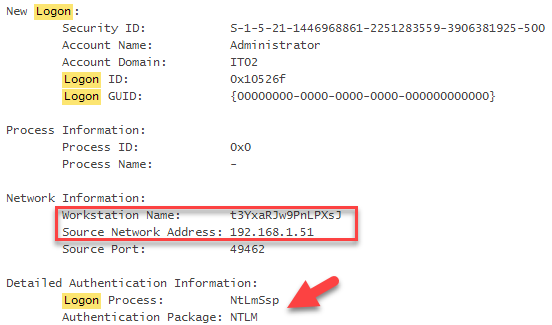 New Logon:
Security ID: S-1-5-21-1446968861-2251283559-3906381925-500
Account Name: Administrator
Account Domain: IT02
Logon ID: 0x10526f
Logon GUID: {00000000-0000-0000-0000-000000000000}
Process Information:
Process ID: 0x0
Process Name: -
Network Information:
Workstation Name: t3YxaRJw9PnLPXsJ
Source Network Address: 192.168.1.51
Source Port: 49462
Detailed Authentication Information:
Logon Process: NtLmSsp
Authentication Package: NTLM